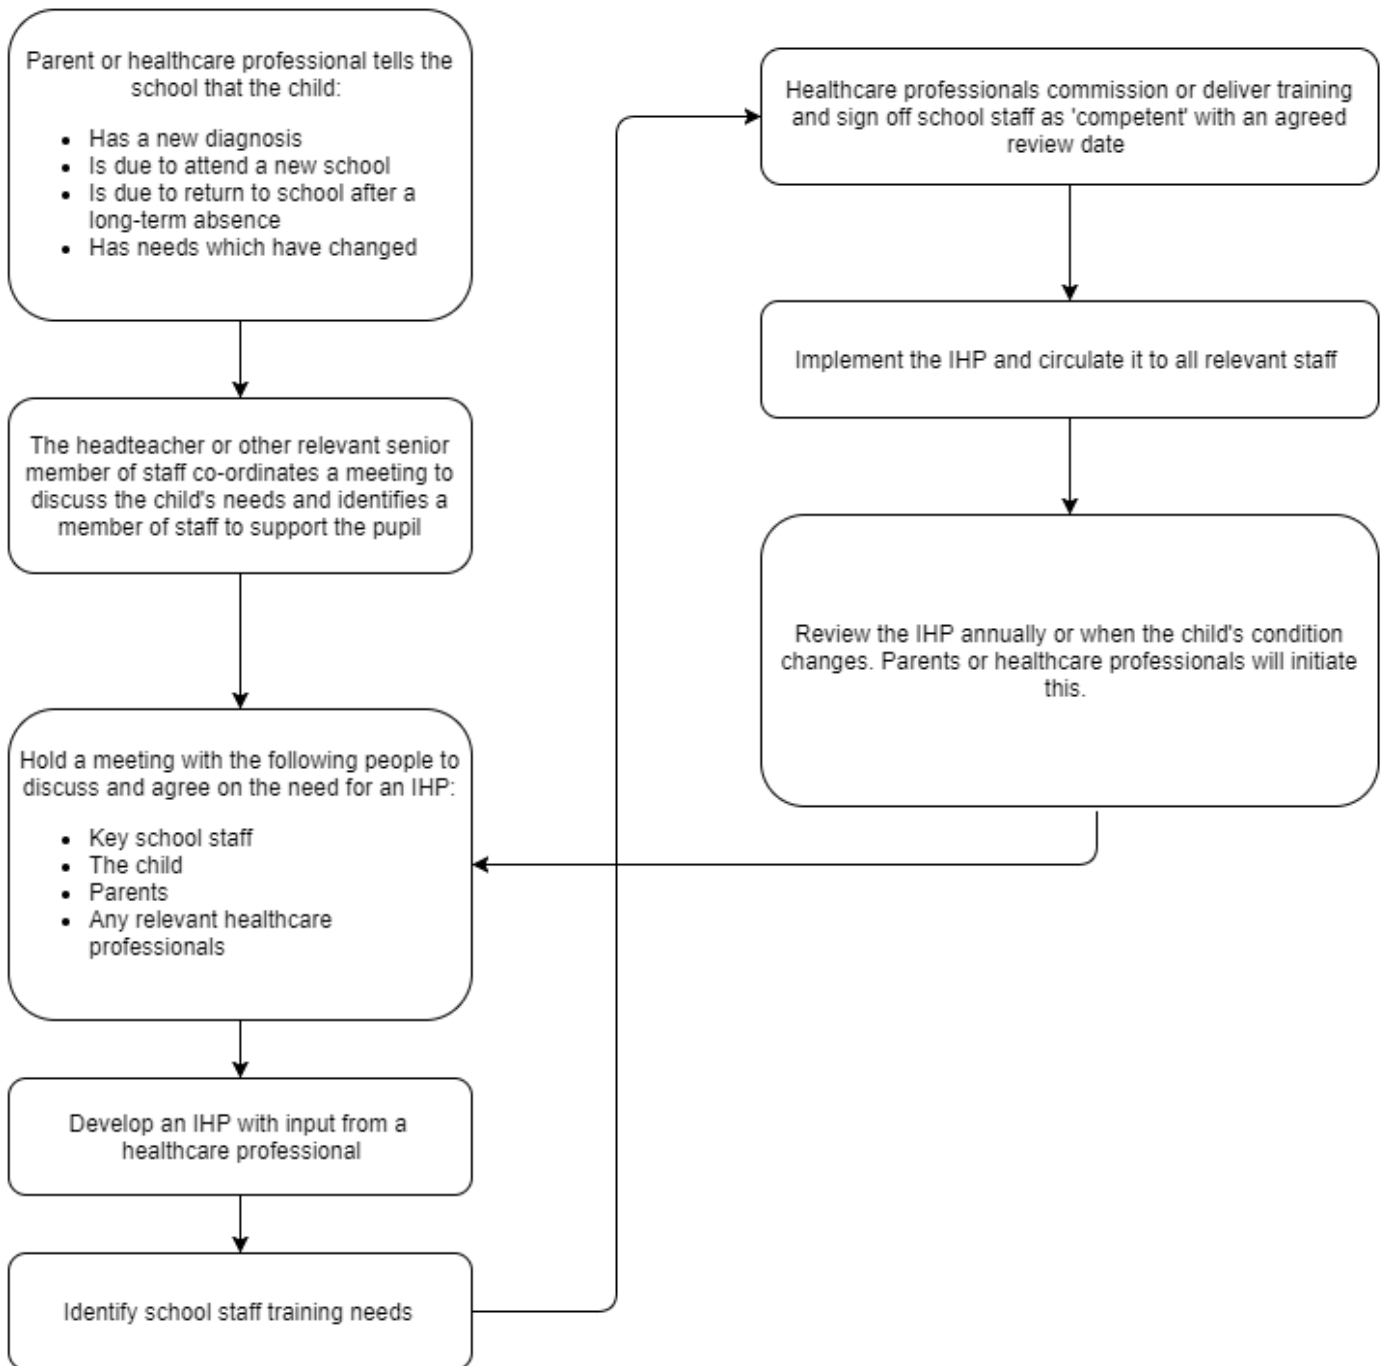 Parent or healthcare professional tells the
school that the child:
• Has a new diagnosis
• Is due to attend a new school
• Is due to return to school after a
long-term absence
• Has needs which have changed
The headteacher or other relevant senior
member of staff co-ordinates a meeting to
discuss the child's needs and identifies a
member of staff to support the pupil
Hold a meeting with the following people to
discuss and agree on the need for an IHP:
• Key school staff
• The child
• Parents
• Any relevant healthcare
professionals
Develop an IHP with input from a
healthcare professional
Identify school staff training needs
Healthcare professionals commission or deliver training
and sign off school staff as 'competent' with an agreed
review date
Implement the IHP and circulate it to all relevant staff
Review the IHP annually or when the child's condition
changes. Parents or healthcare professionals will initiate
this.